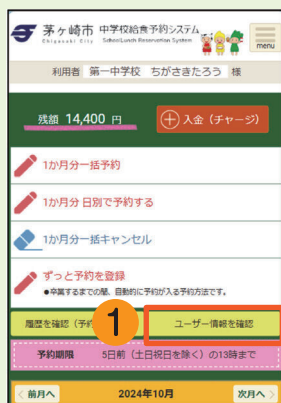 茅ヶ崎市 中学校給食予約システム
Chigasaki City SchoolLunch Reservation System
menu
利用者 第一中学校 ちがさきたろう 様
残額 14,400 円
入金（チャージ）
1か月分一括予約
1か月分 日別で予約する
1か月分一括キャンセル
ずっと予約を登録
●卒業するまでの間、自動的に予約が入る予約方法です。
履歴を確認（予約
1
ユーザー情報を確認
予約期限 5日前（土日祝日を除く）の13時まで
前月へ 2024年10月 次月へ